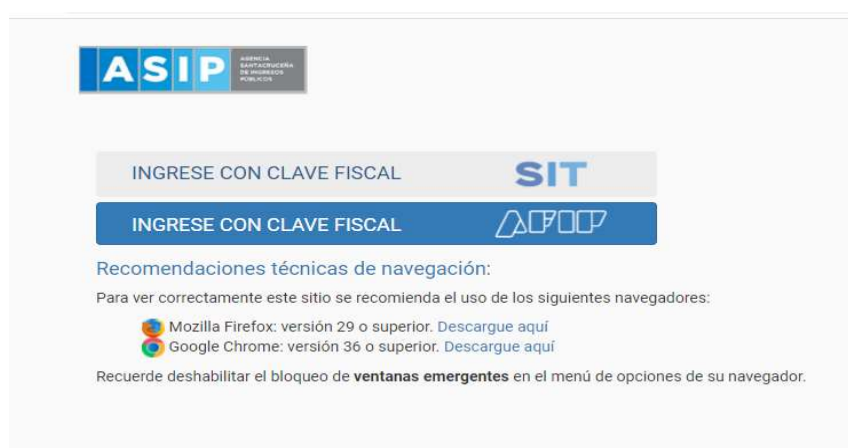 ASIP
AGENCIA
SANTACRUCEÑA
DE INGRESOS
PÚBLICOS
INGRESE CON CLAVE FISCAL SIT
INGRESE CON CLAVE FISCAL AFIP
Recomendaciones técnicas de navegación:
Para ver correctamente este sitio se recomienda el uso de los siguientes navegadores:
Mozilla Firefox: versión 29 o superior. Descargue aquí
Google Chrome: versión 36 o superior. Descargue aquí
Recuerde deshabilitar el bloqueo de ventanas emergentes en el menú de opciones de su navegador.